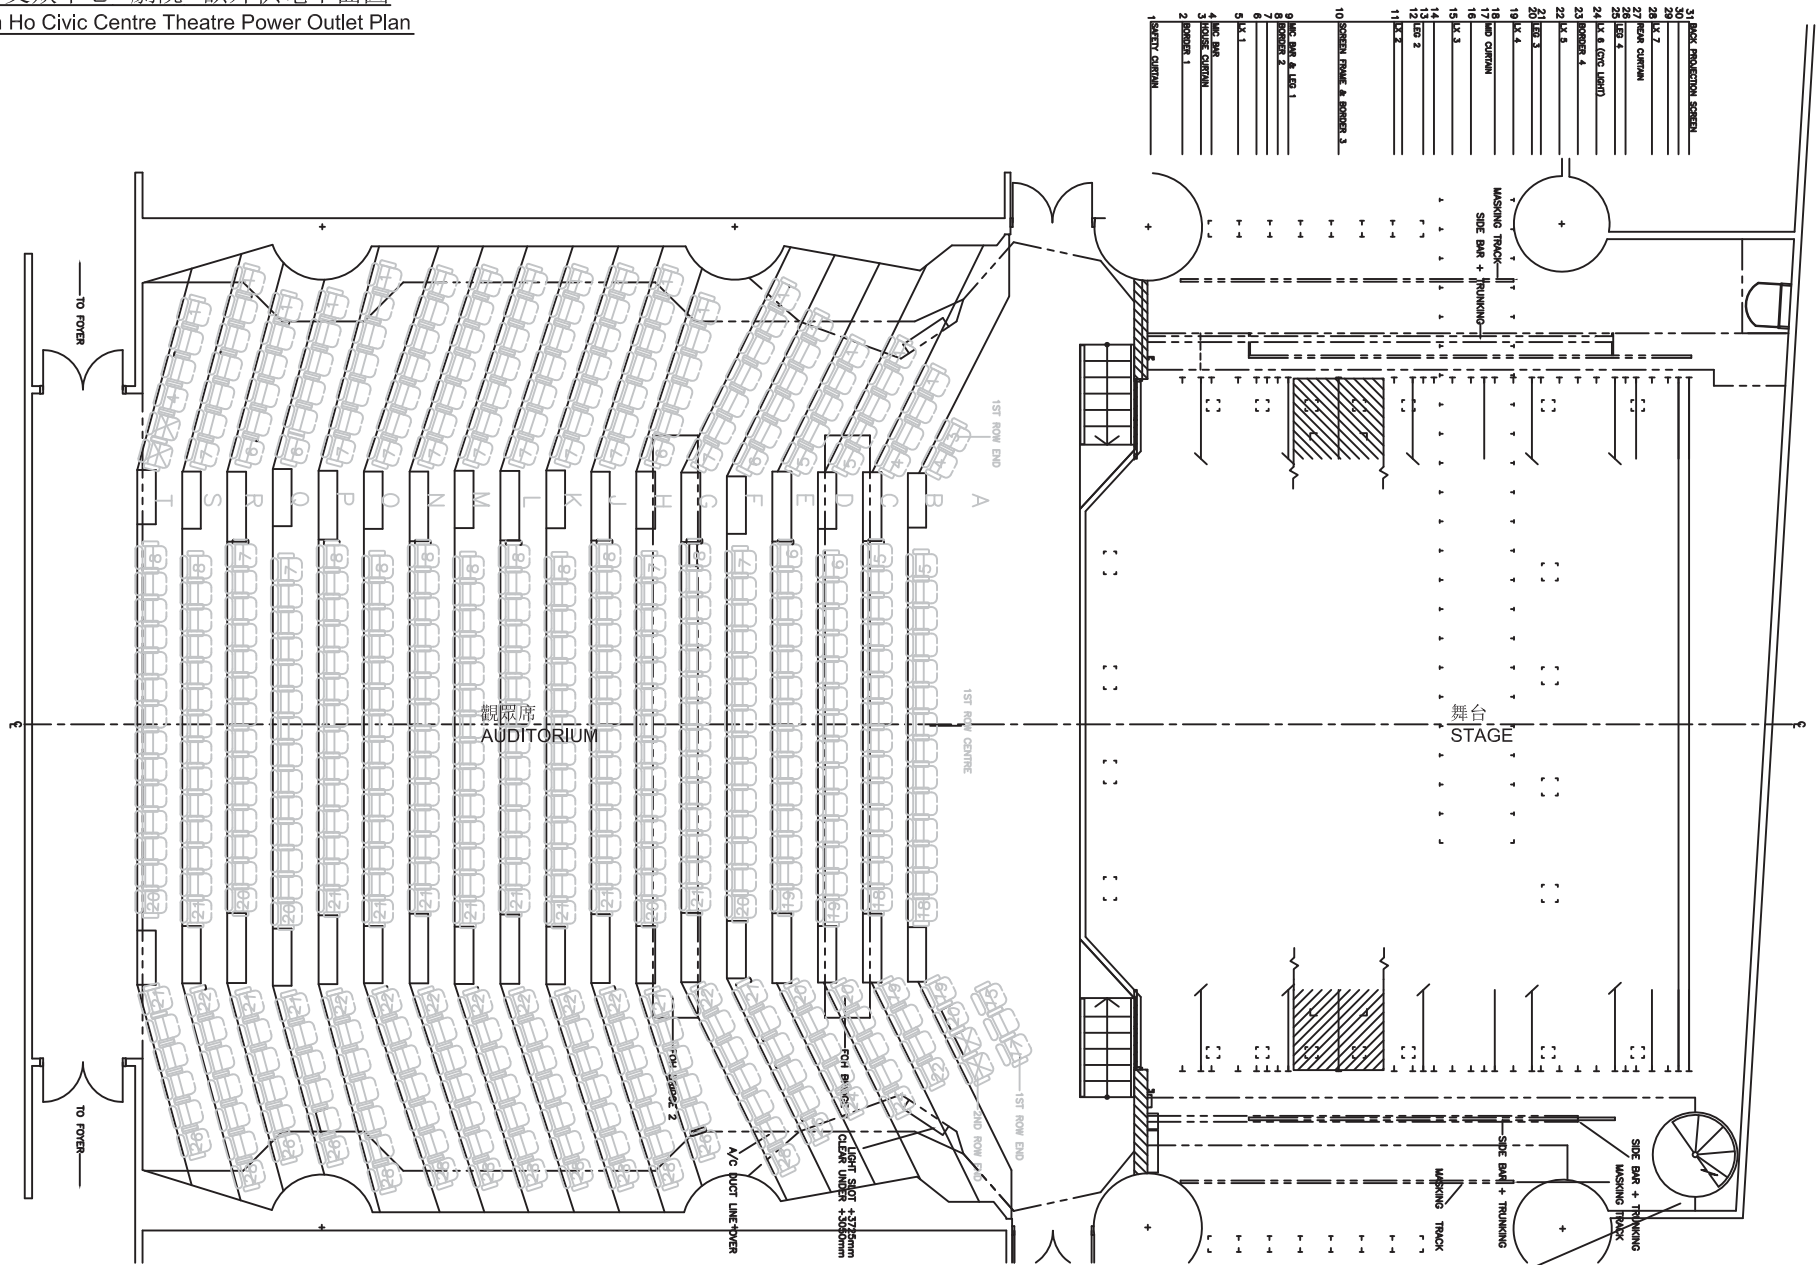 Ho Civic Centre Theatre Power Outlet Plan
31 BACK PROJECTION SCREEN
30
29
28 LX 7
27 REAR CURTAIN
26
25 LEG 4
24 LX 6 (CYC LIGHT)
23 BORDER 4
22 LX 5
21
20 LEG 3
19 LX 4
18
17 MID CURTAIN
16
15 LX 3
14
13
12 LEG 2
11 LX 2
10 SCREEN FRAME & BORDER 3
9 MIC BAR & LEG 1
8 BORDER 2
7
6
5 LX 1
4 MIC BAR
3 HOUSE CURTAIN
2 BORDER 1
1 SAFETY CURTAIN
MASKING TRACK
SIDE BAR + TRUNKING
TO FOYER
1ST ROW END
T S R Q P O N M L K J H G F E D C B A
1ST ROW CENTRE
觀眾席
AUDITORIUM
舞台
STAGE
1ST ROW END
2ND ROW END
LIGHT SLOT +3725mm
CLEAR UNDER +3050mm
A/C DUCT LINE OVER
TO FOYER
SIDE BAR + TRUNKING
MASKING TRACK
SIDE BAR + TRUNKING
MASKING TRACK